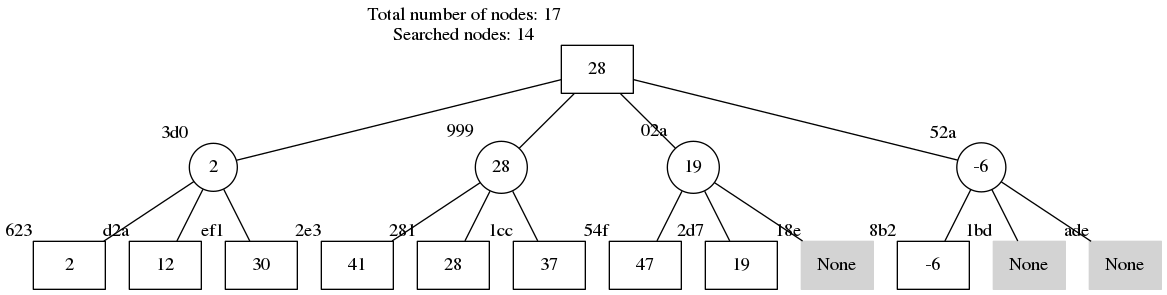 Total number of nodes: 17
Searched nodes: 14
28
3d0
999
02a
52a
2
28
19
-6
623
d2a
ef1
2e3
281
1cc
54f
2d7
18e
8b2
1bd
ade
2
12
30
41
28
37
47
19
None
-6
None
None